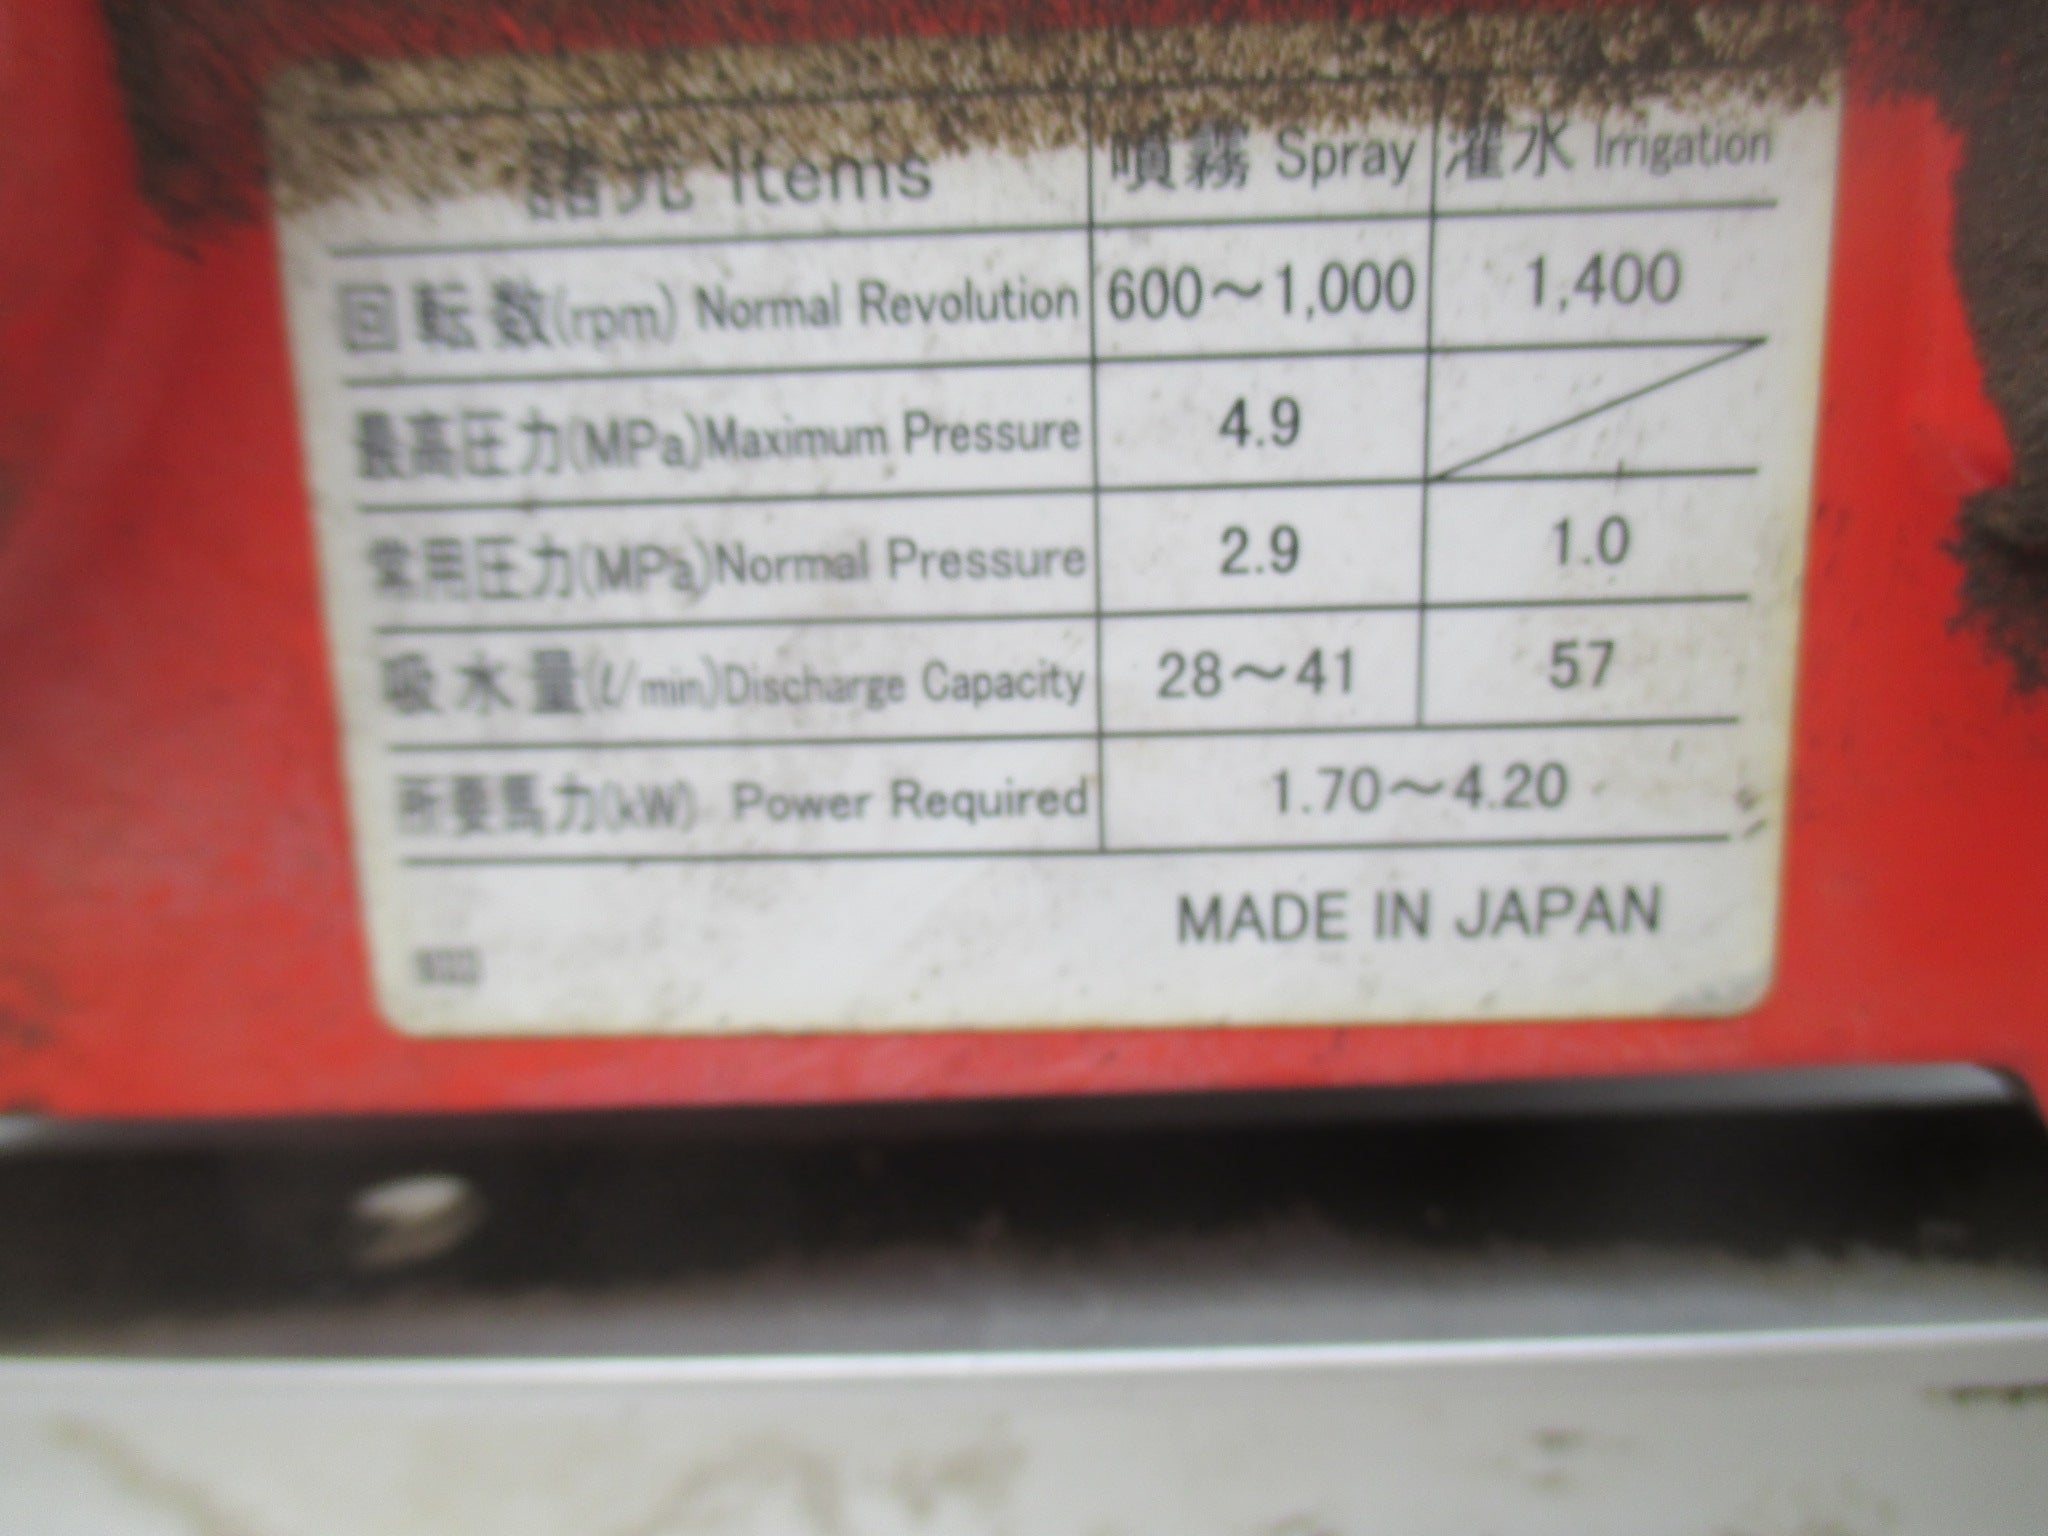 諸元 Items 噴霧 Spray 灌水 Irrigation
回転数(rpm) Normal Revolution 600～1,000 1,400
最高圧力(MPa)Maximum Pressure 4.9
常用圧力(MPa)Normal Pressure 2.9 1.0
吸水量(ℓ/min)Discharge Capacity 28～41 57
所要馬力(kW) Power Required 1.70～4.20
MADE IN JAPAN